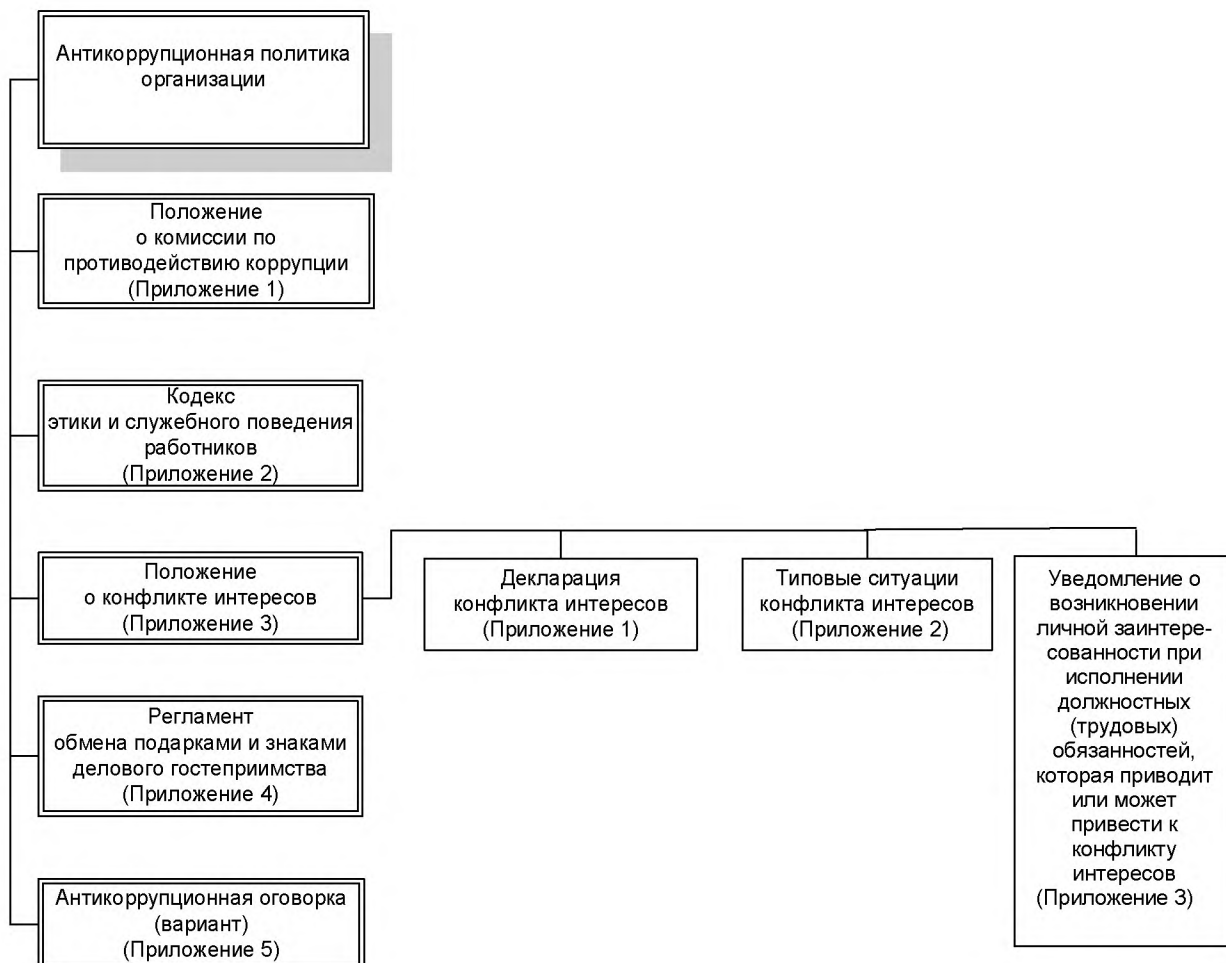 Антикоррупционная политика
организации
Положение
о комиссии по
противодействию коррупции
(Приложение 1)
Кодекс
этики и служебного поведения
работников
(Приложение 2)
Положение
о конфликте интересов
(Приложение 3)
Декларация
конфликта интересов
(Приложение 1)
Типовые ситуации
конфликта интересов
(Приложение 2)
Уведомление о
возникновении
личной заинтере-
сованности при
исполнении
должностных
(трудовых)
обязанностей,
которая приводит
или может
привести к
конфликту
интересов
(Приложение 3)
Регламент
обмена подарками и знаками
делового гостеприимства
(Приложение 4)
Антикоррупционная оговорка
(вариант)
(Приложение 5)